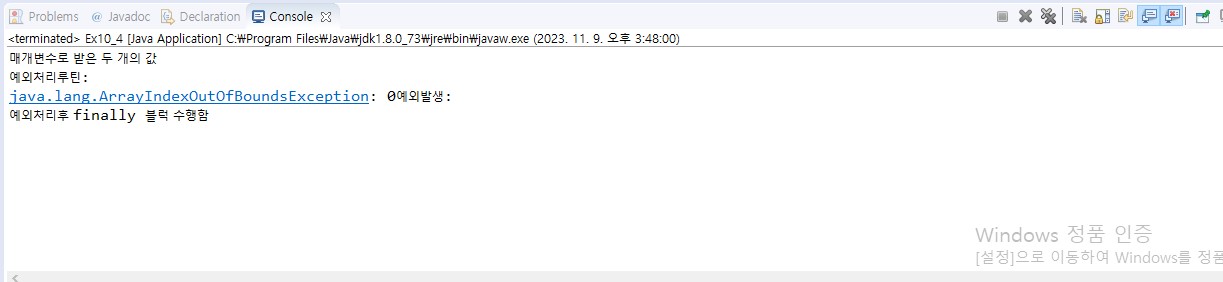 Problems @ Javadoc Declaration Console
<terminated> Ex10_4 [Java Application] C:₩Program Files₩Java₩jdk1.8.0_73₩jre₩bin₩javaw.exe (2023. 11. 9. 오후 3:48:00)
매개변수로 받은 두 개의 값
예외처리루틴:
java.lang.ArrayIndexOutOfBoundsException: 0예외발생:
예외처리후 finally 블럭 수행함
Windows 정품 인증
[설정]으로 이동하여 Windows를 정품